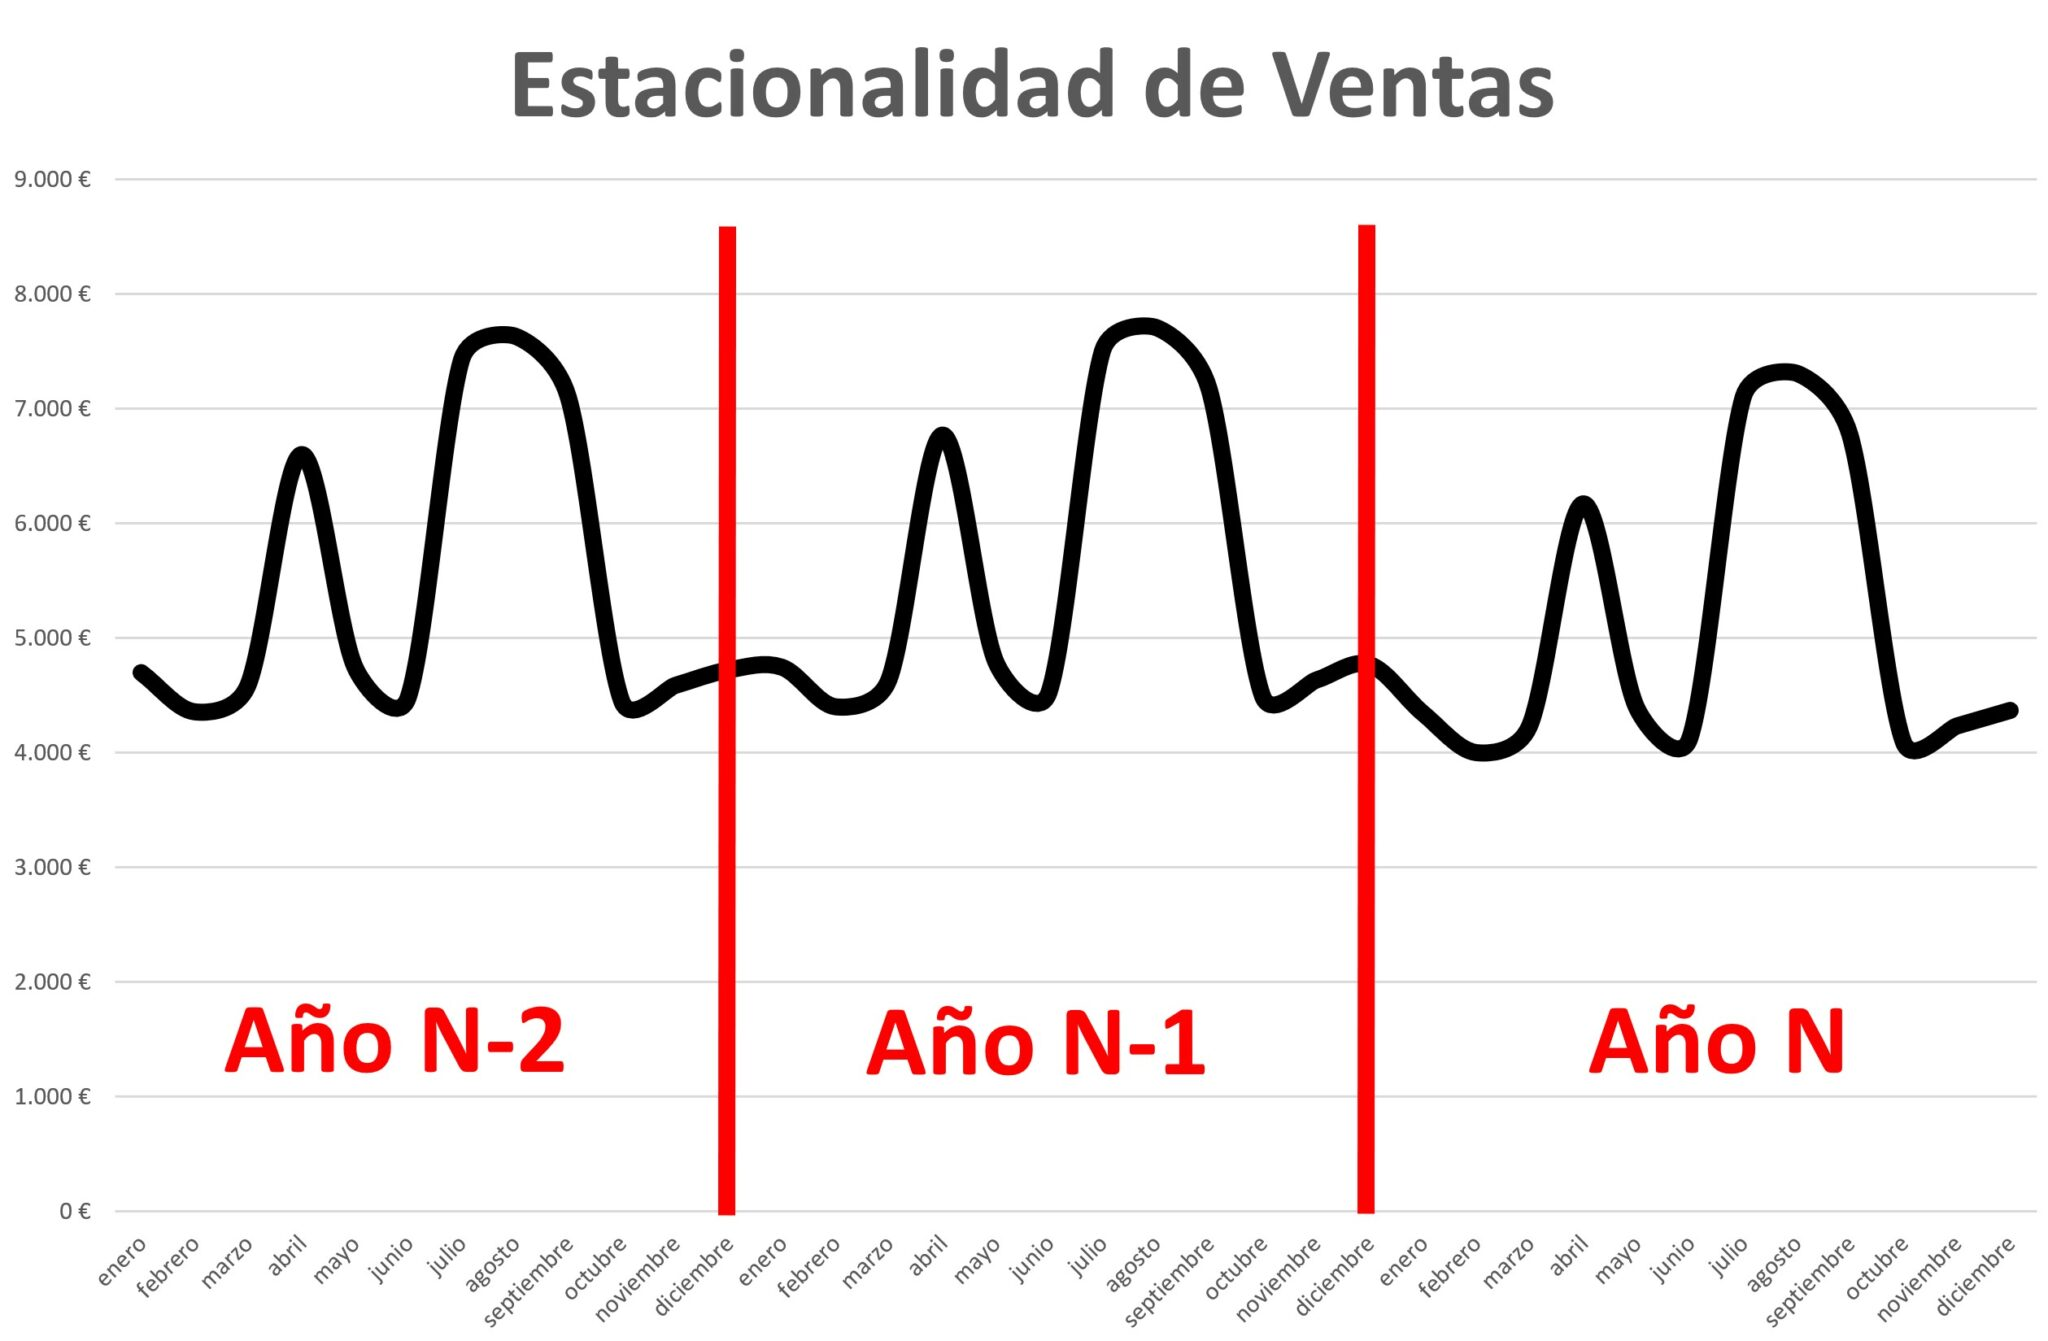 Estacionalidad de Ventas
9.000 €
8.000 €
7.000 €
6.000 €
5.000 €
4.000 €
3.000 €
2.000 €
1.000 €
0 €
Año N-2
Año N-1
Año N
enero
febrero
marzo
abril
mayo
junio
julio
agosto
septiembre
octubre
noviembre
diciembre
enero
febrero
marzo
abril
mayo
junio
julio
agosto
septiembre
octubre
noviembre
diciembre
enero
febrero
marzo
abril
mayo
junio
julio
agosto
septiembre
octubre
noviembre
diciembre